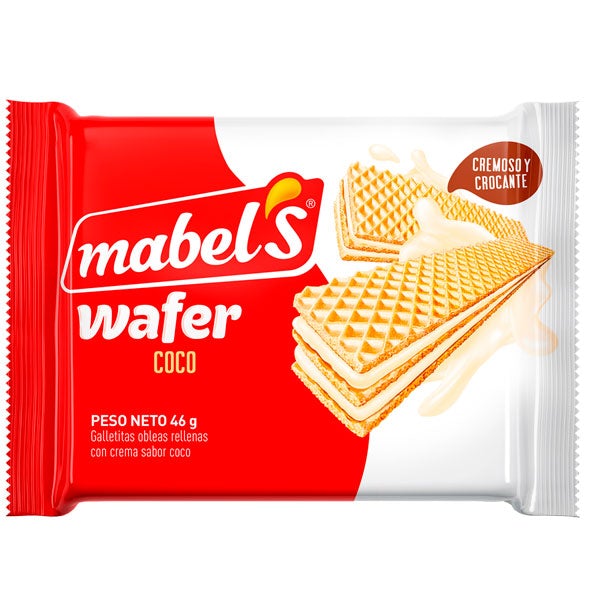 mabel's®
wafer
COCO
PESO NETO 46 g
Galletitas obleas rellenas
con crema sabor coco
CREMOSO Y
CROCANTE